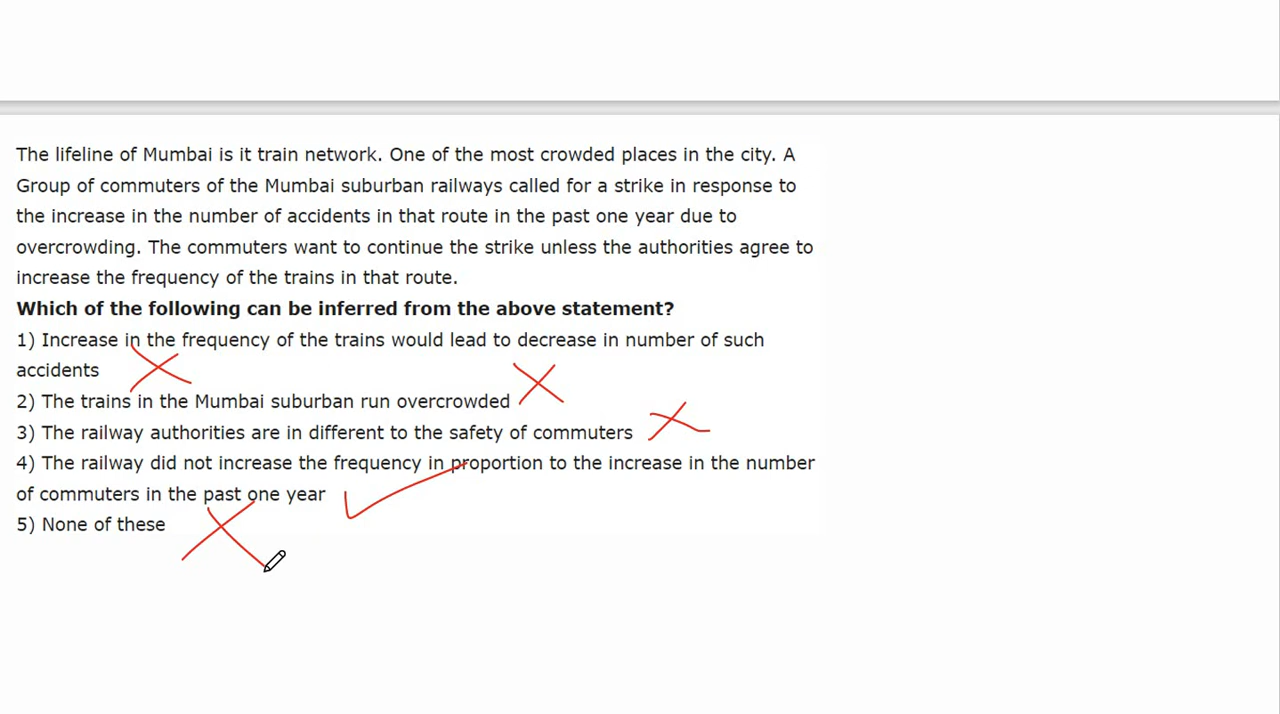 The lifeline of Mumbai is it train network. One of the most crowded places in the city. A
Group of commuters of the Mumbai suburban railways called for a strike in response to
the increase in the number of accidents in that route in the past one year due to
overcrowding. The commuters want to continue the strike unless the authorities agree to
increase the frequency of the trains in that route.
Which of the following can be inferred from the above statement?
1) Increase in the frequency of the trains would lead to decrease in number of such
accidents
2) The trains in the Mumbai suburban run overcrowded
3) The railway authorities are in different to the safety of commuters
4) The railway did not increase the frequency in proportion to the increase in the number
of commuters in the past one year
5) None of these